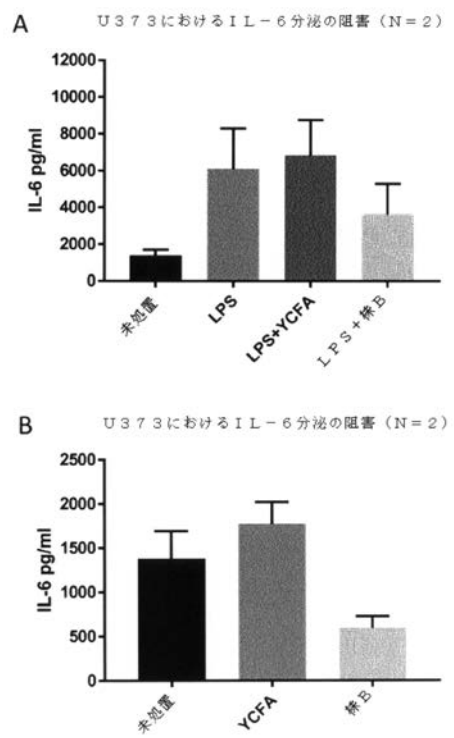 A
U373におけるIL-6分泌の阻害(N=2)
12000
10000
8000
6000
4000
2000
0
IL-6 pg/ml
未処置
LPS
LPS+YCFA
LPS+株B
B
U373におけるIL-6分泌の阻害(N=2)
2500
2000
1500
1000
500
0
IL-6 pg/ml
未処置
YCFA
株B